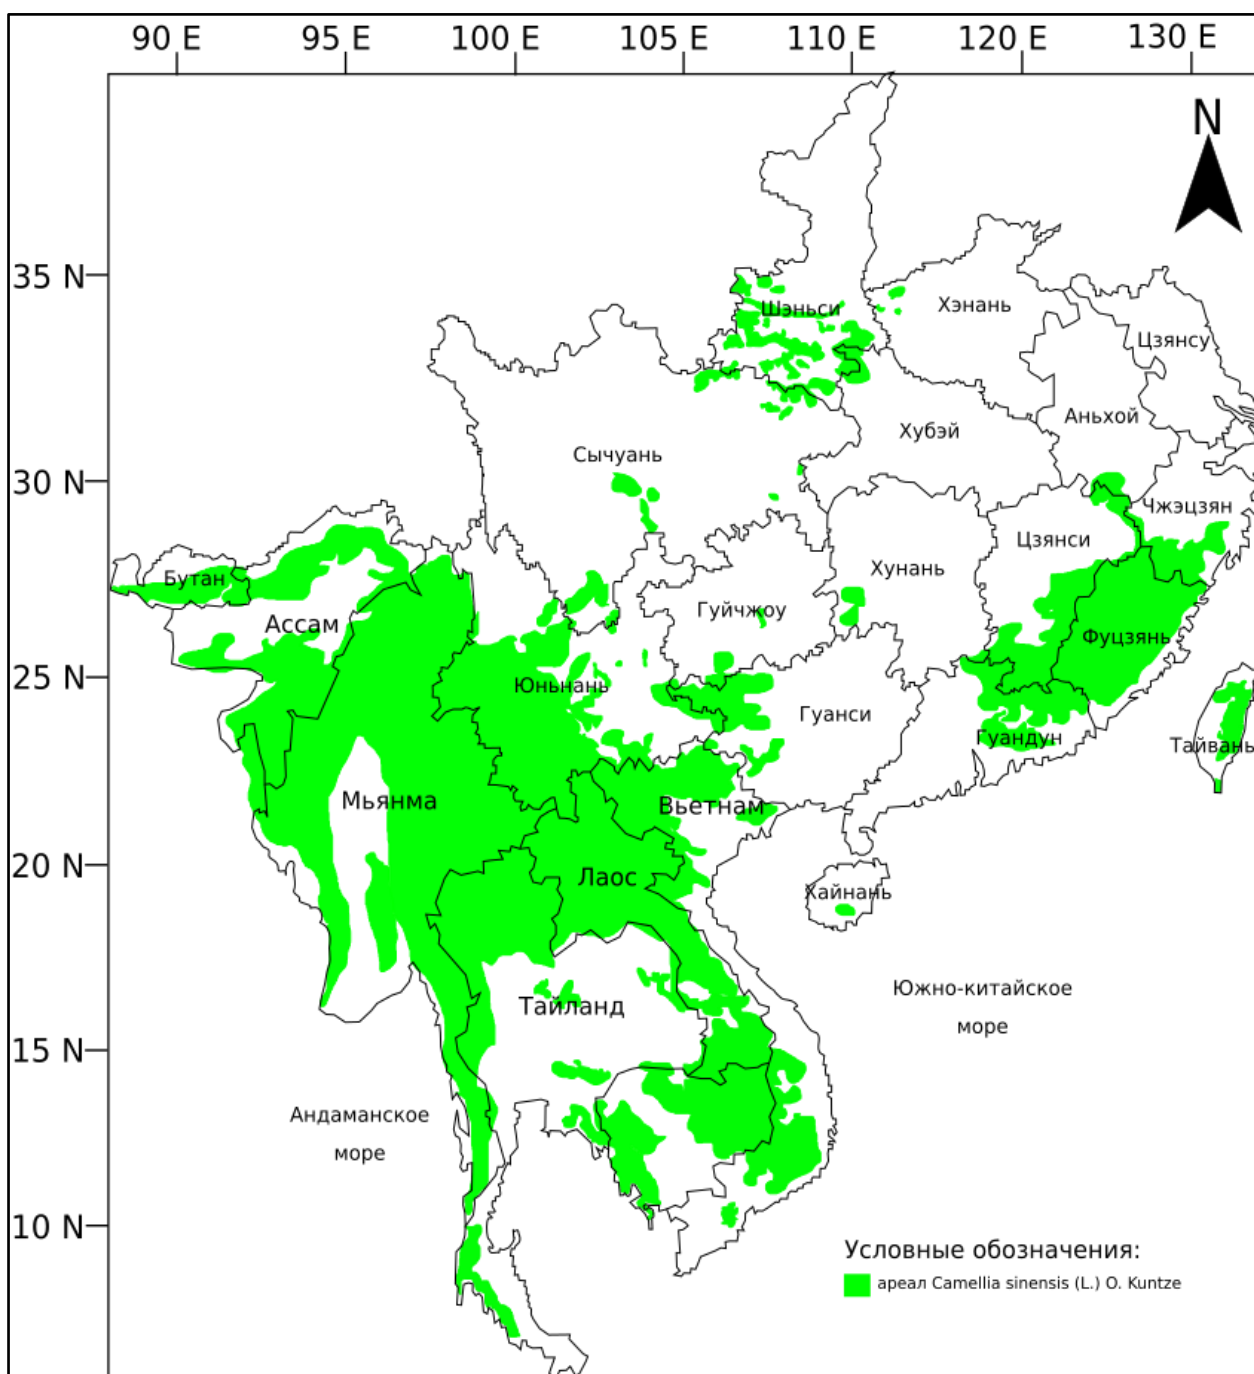 90 E 95 E 100 E 105 E 110 E 120 E 130 E
N
35 N
Шэньси
Хэнань
Цзянсу
Аньхой
Хубэй
Сычуань
30 N
Чжэцзян
Цзянси
Хунань
Бутан
Гуйчжоу
Ассам
Фуцзянь
25 N
Юньнань
Гуанси
Гуандун
Тайвань
Мьянма
Вьетнам
20 N
Лаос
Хайнань
Южно-китайское
море
Тайланд
15 N
Андаманское
море
10 N
Условные обозначения:
ареал Camellia sinensis (L.) O. Kuntze